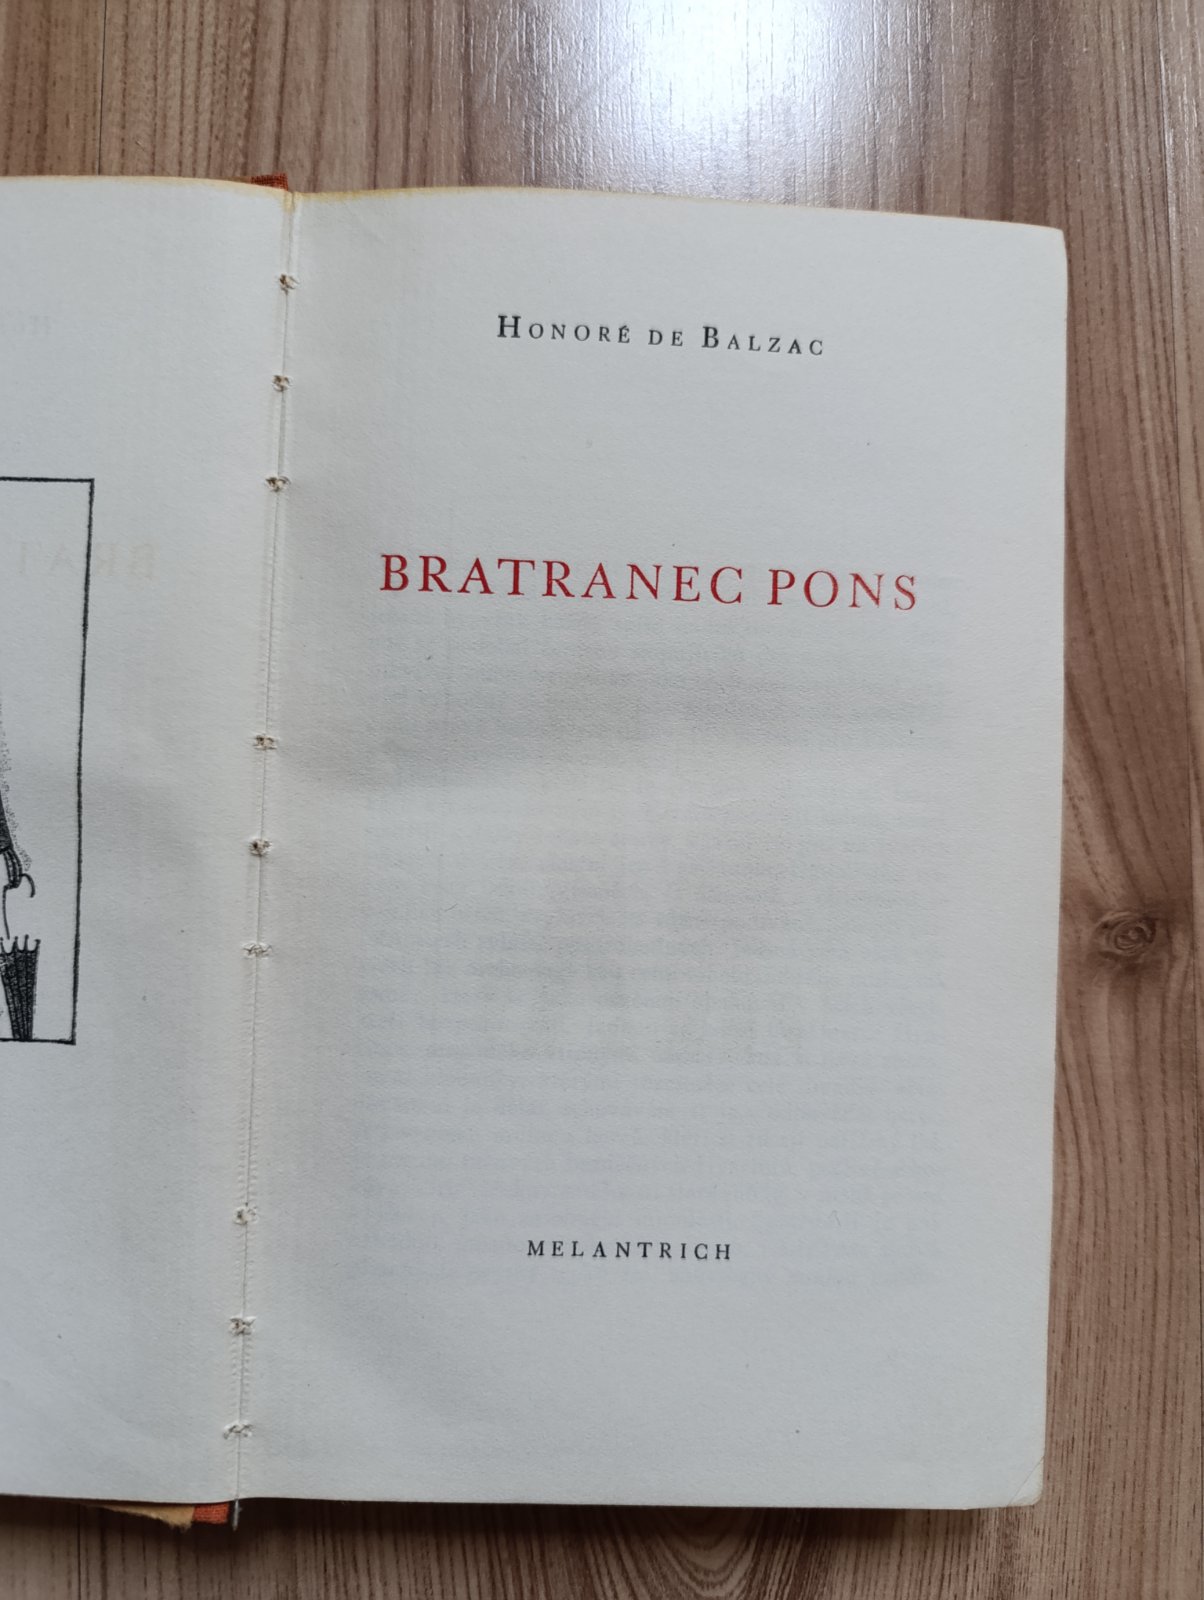 Honoré de Balzac
BRATRANEC PONS
MELANTRICH